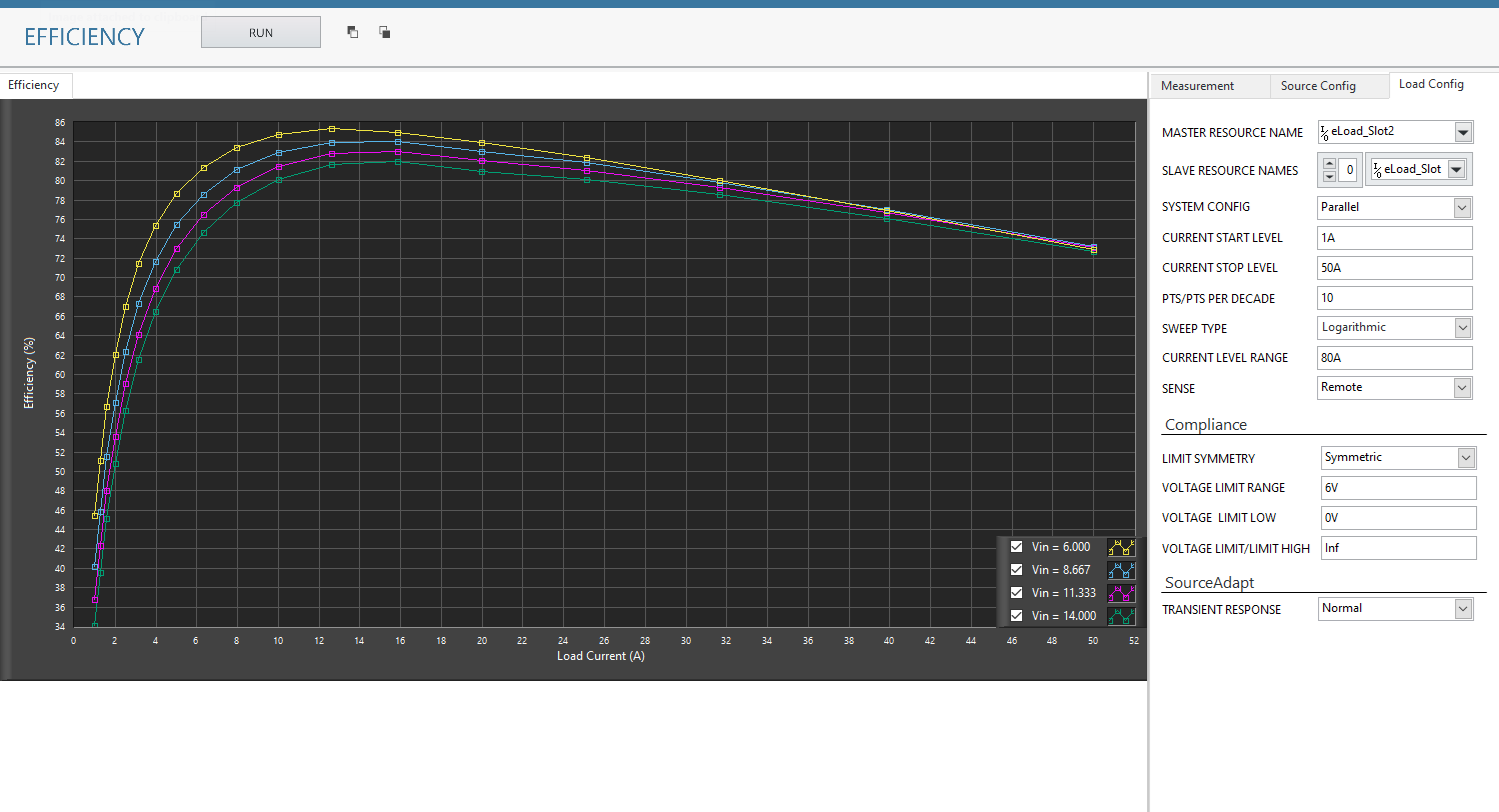 EFFICIENCY
RUN
Efficiency
Measurement
Source Config
Load Config
86
84
82
80
78
76
74
72
70
68
66
64
62
60
58
56
54
52
50
48
46
44
42
40
38
36
34
Efficiency (%)
0 2 4 6 8 10 12 14 16 18 20 22 24 26 28 30 32 34 36 38 40 42 44 46 48 50 52
Load Current (A)
Vin = 6.000
Vin = 8.667
Vin = 11.333
Vin = 14.000
MASTER RESOURCE NAME eLoad_Slot2
SLAVE RESOURCE NAMES 0 eLoad_Slot
SYSTEM CONFIG Parallel
CURRENT START LEVEL 1A
CURRENT STOP LEVEL 50A
PTS/PTS PER DECADE 10
SWEEP TYPE Logarithmic
CURRENT LEVEL RANGE 80A
SENSE Remote
Compliance
LIMIT SYMMETRY Symmetric
VOLTAGE LIMIT RANGE 6V
VOLTAGE LIMIT LOW 0V
VOLTAGE LIMIT/LIMIT HIGH Inf
SourceAdapt
TRANSIENT RESPONSE Normal